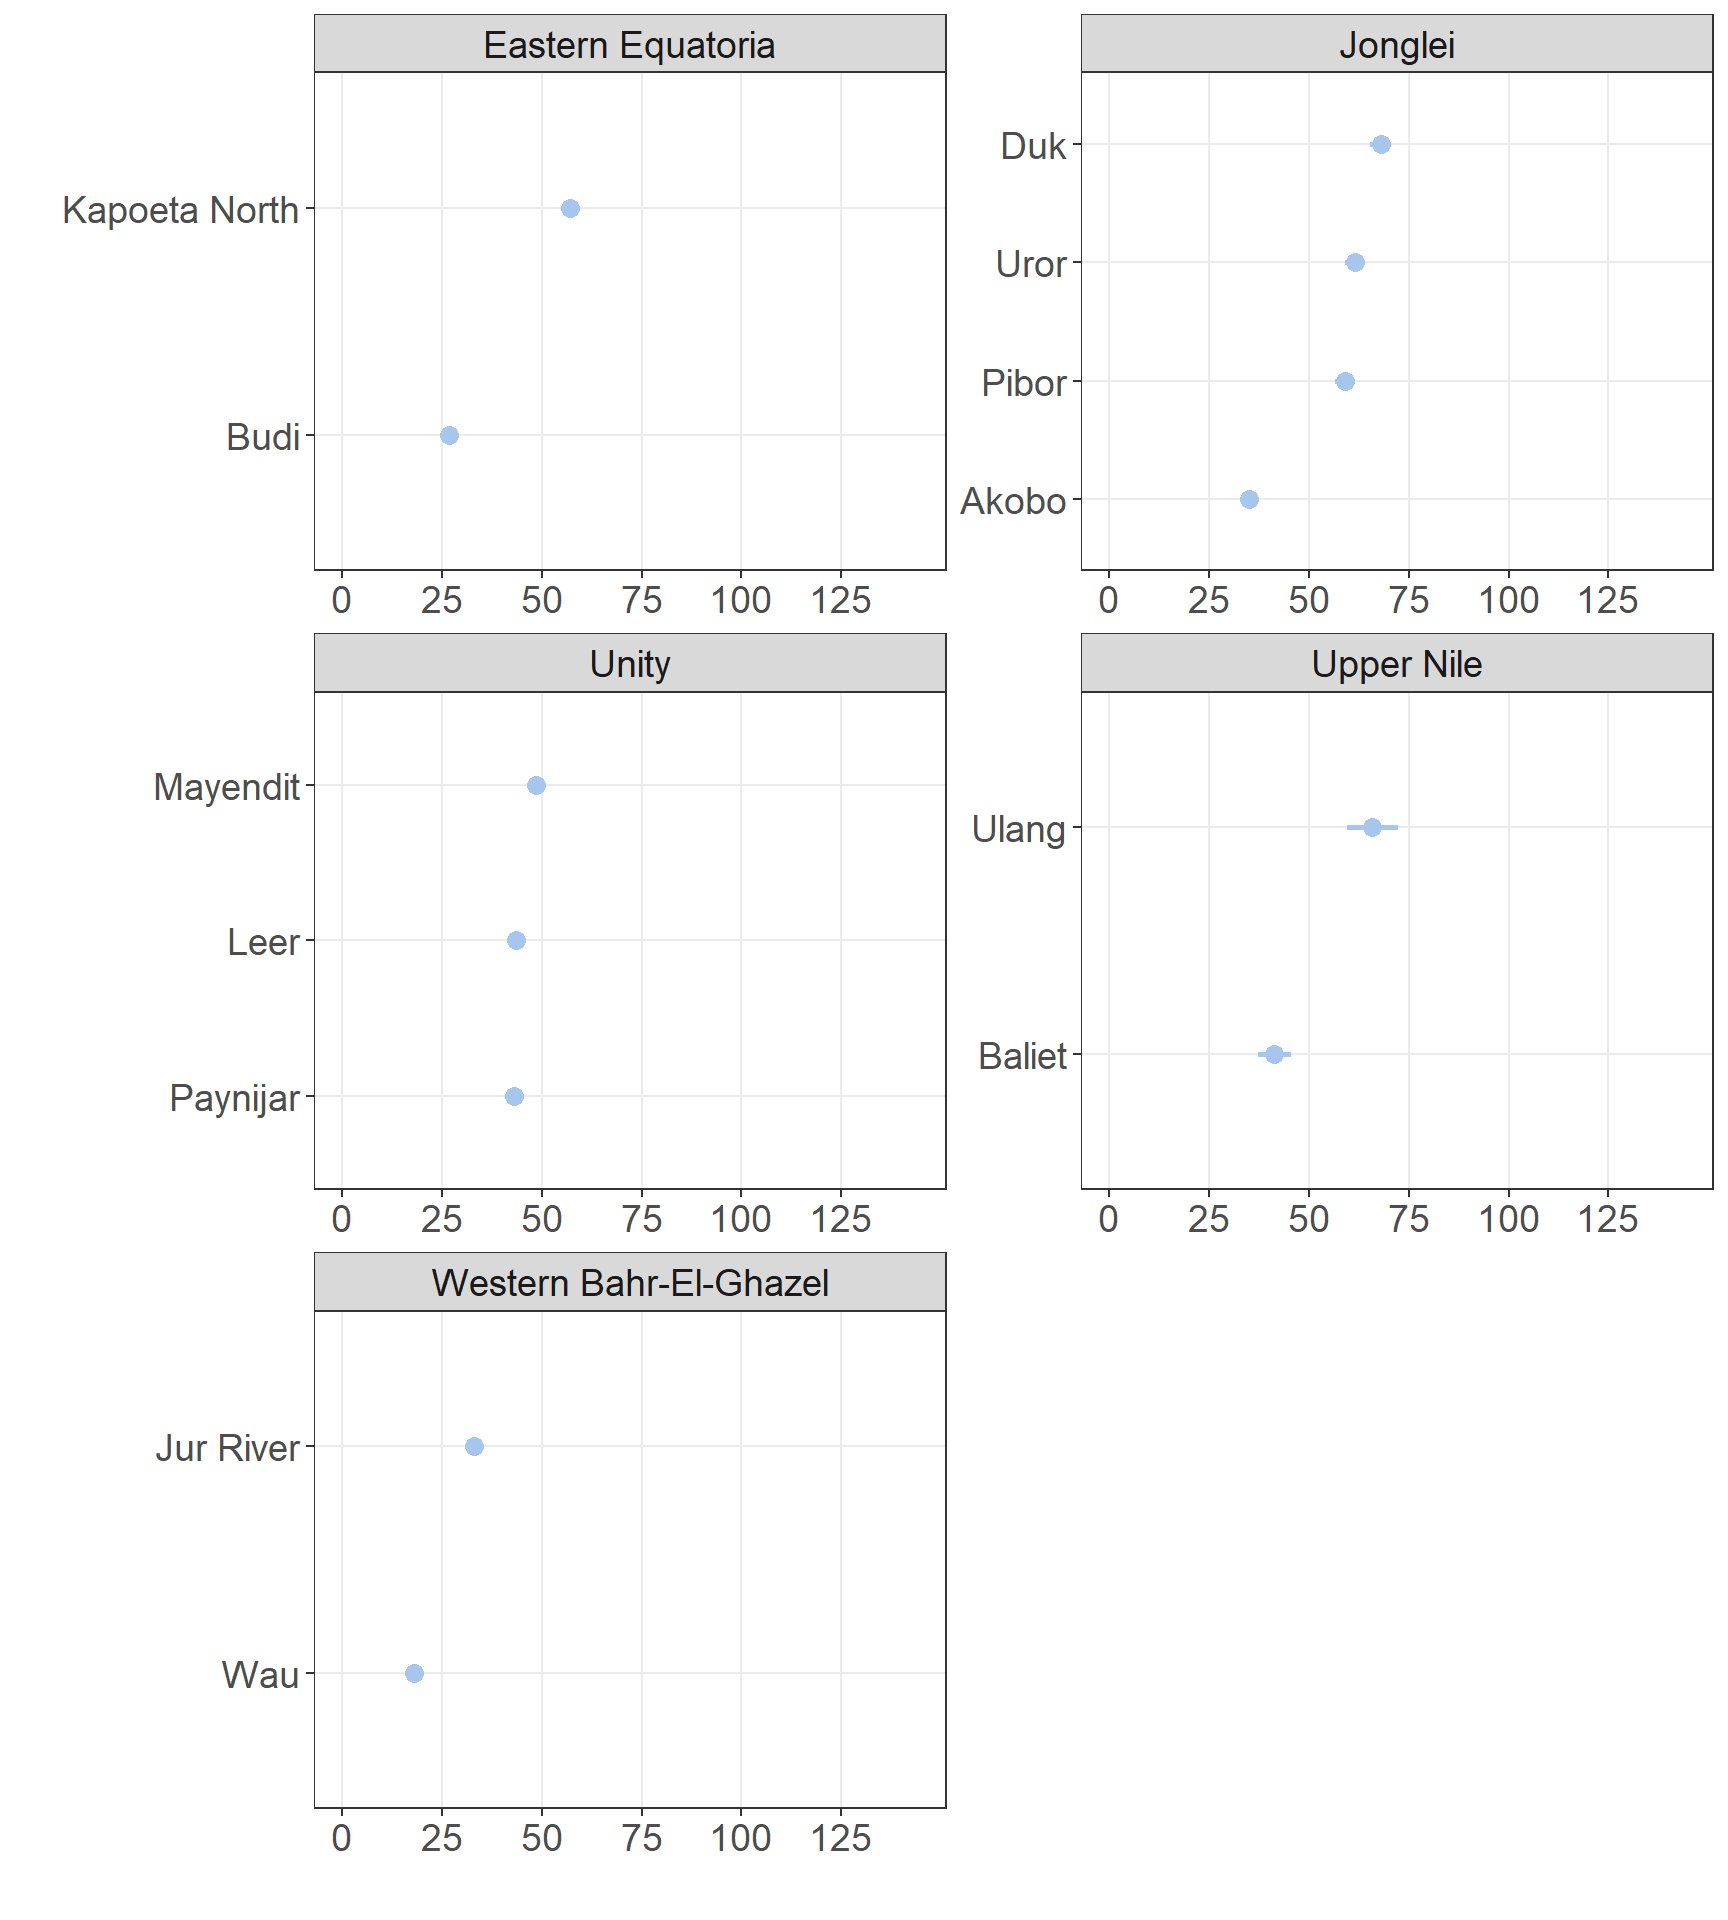 Eastern Equatoria
Kapoeta North
Budi
0 25 50 75 100 125
Jonglei
Duk
Uror
Pibor
Akobo
0 25 50 75 100 125
Unity
Mayendit
Leer
Paynijar
0 25 50 75 100 125
Upper Nile
Ulang
Baliet
0 25 50 75 100 125
Western Bahr-El-Ghazel
Jur River
Wau
0 25 50 75 100 125